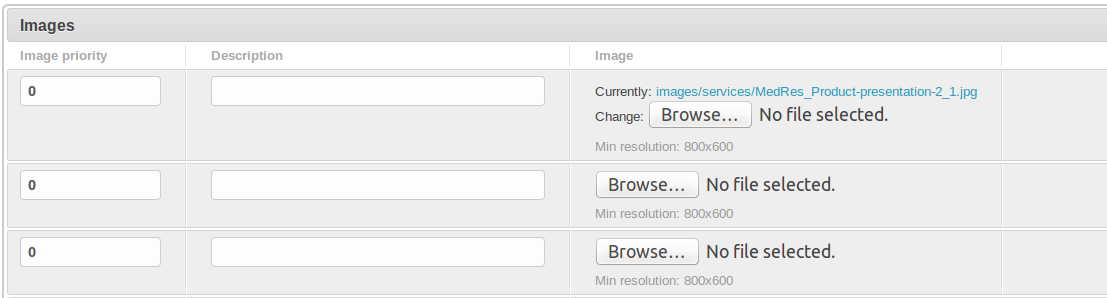 Images
Image priority Description Image
0 Currently: images/services/MedRes_Product-presentation-2_1.jpg
Change: Browse... No file selected.
Min resolution: 800x600
0 Browse... No file selected.
Min resolution: 800x600
0 Browse... No file selected.
Min resolution: 800x600